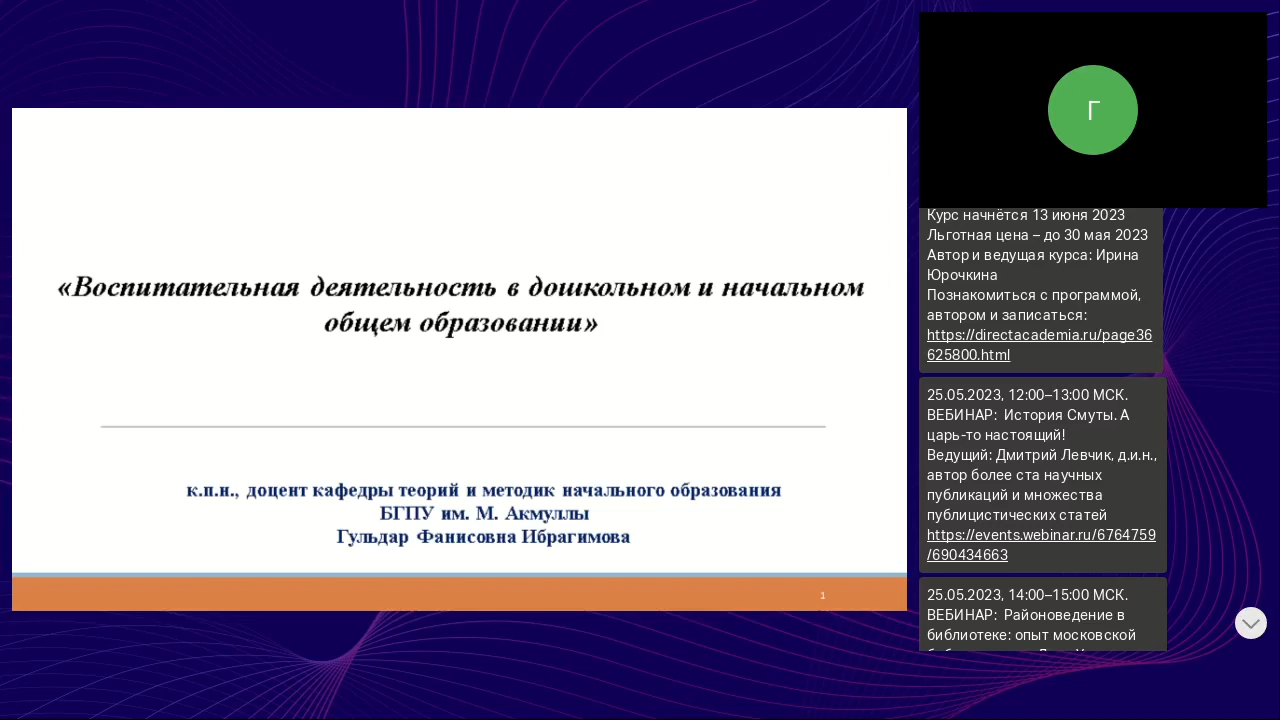 «Воспитательная деятельность в дошкольном и начальном
общем образовании»
к.п.н., доцент кафедры теорий и методик начального образования
БГПУ им. М. Акмуллы
Гульдар Фанисовна Ибрагимова
1
Г
Курс начнётся 13 июня 2023
Льготная цена – до 30 мая 2023
Автор и ведущая курса: Ирина
Юрочкина
Познакомиться с программой,
автором и записаться:
https://directacademia.ru/page36
625800.html
25.05.2023, 12:00–13:00 МСК.
ВЕБИНАР: История Смуты. А
царь-то настоящий!
Ведущий: Дмитрий Левчик, д.и.н.,
автор более ста научных
публикаций и множества
публицистических статей
https://events.webinar.ru/6764759
/690434663
25.05.2023, 14:00–15:00 МСК.
ВЕБИНАР: Районоведение в
библиотеке: опыт московской